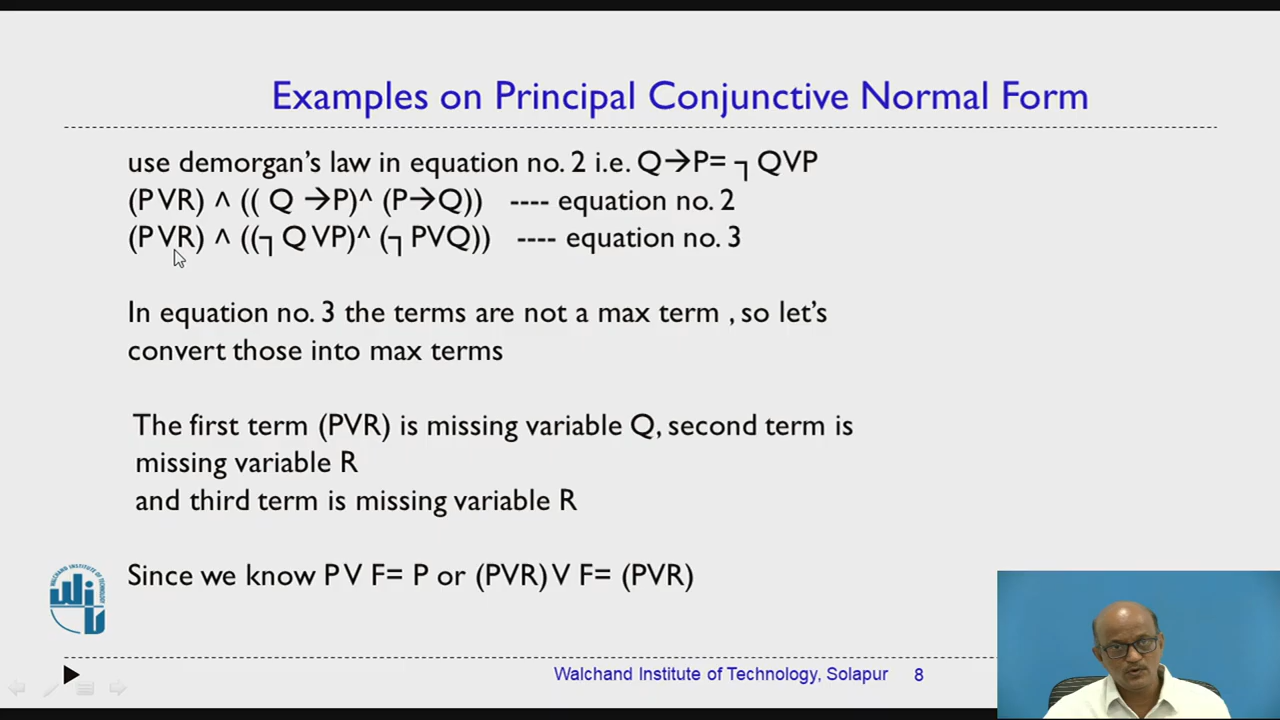 Examples on Principal Conjunctive Normal Form
use demorgan's law in equation no. 2 i.e. Q→P= ┐QVP
(PVR) ^ (( Q →P)^ (P→Q)) ---- equation no. 2
(PVR) ^ ((┐QVP)^ (┐PVQ)) ---- equation no. 3
In equation no. 3 the terms are not a max term , so let's
convert those into max terms
The first term (PVR) is missing variable Q, second term is
missing variable R
and third term is missing variable R
Since we know PV F= P or (PVR)V F= (PVR)
Walchand Institute of Technology, Solapur 8